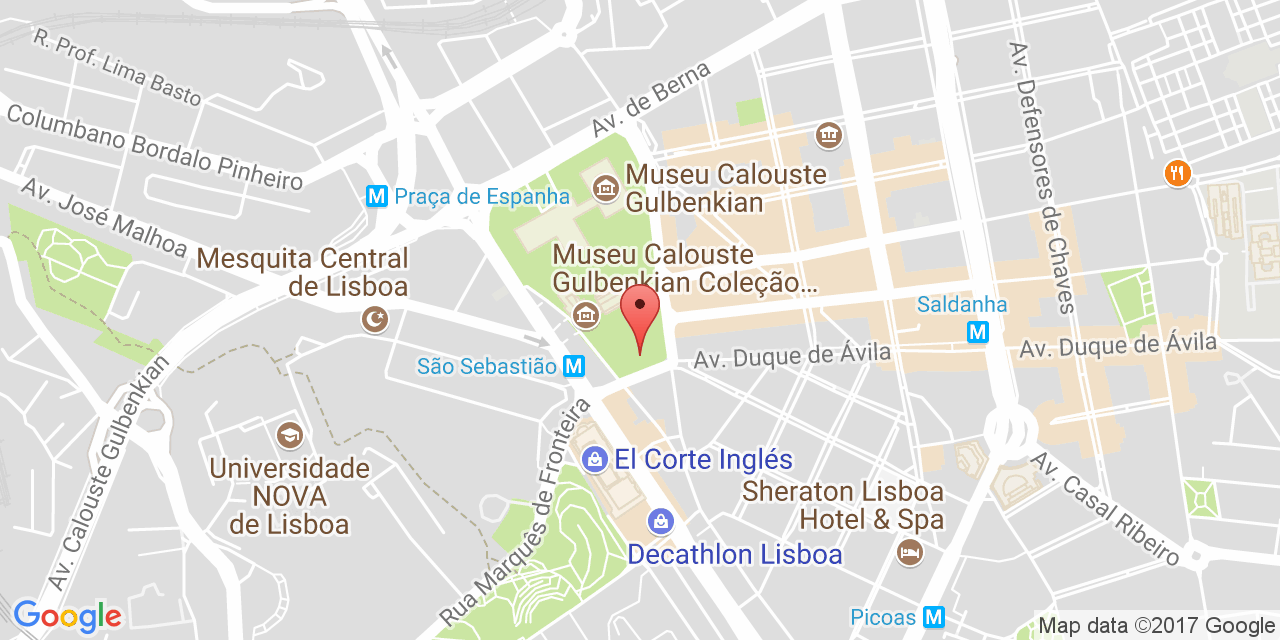 R. Prof. Lima Basto
Columbano Bordalo Pinheiro
Av. José Malhoa
Av. de Berna
Av. Defensores de Chaves
M Praça de Espanha
Museu Calouste
Gulbenkian
Mesquita Central
de Lisboa
Museu Calouste
Gulbenkian Coleção...
Saldanha
M
São Sebastião M
Av. Duque de Ávila
Av. Duque de Ávila
Av. Calouste Gulbenkian
Rua Marquês de Fronteira
Universidade
NOVA
de Lisboa
El Corte Inglés
Sheraton Lisboa
Hotel & Spa
Av. Casal Ribeiro
Decathlon Lisboa
Picoas M
Google
Map data ©2017 Google